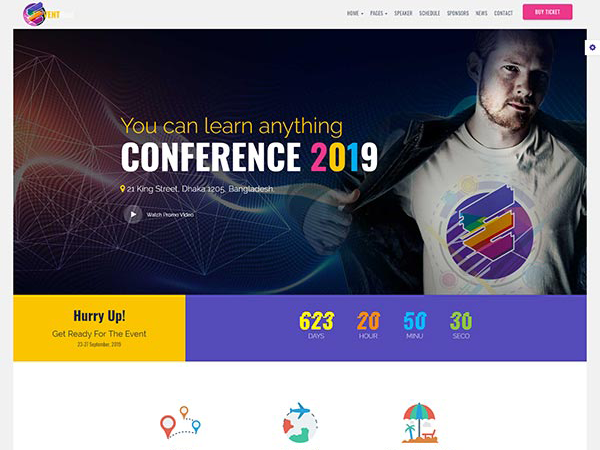 HOME PAGES SPEAKER SCHEDULE SPONSORS NEWS CONTACT BUY TICKET
You can learn anything
CONFERENCE 2019
21 King Street, Dhaka 1205, Bangladesh.
Watch Promo Video
Hurry Up!
Get Ready For The Event
23-27 September, 2019
623 20 50 30
DAYS HOUR MINU SECO